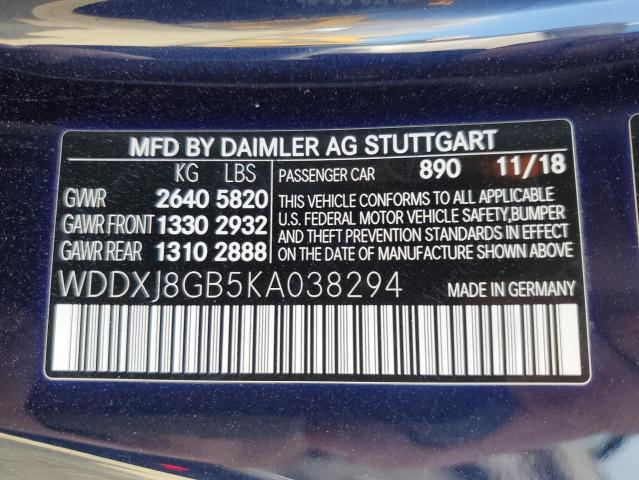 MFD BY DAIMLER AG STUTTGART
KG LBS
GVWR 2640 5820
GAWR FRONT 1330 2932
GAWR REAR 1310 2888
PASSENGER CAR 890 11/18
THIS VEHICLE CONFORMS TO ALL APPLICABLE
U.S. FEDERAL MOTOR VEHICLE SAFETY,BUMPER
AND THEFT PREVENTION STANDARDS IN EFFECT
ON THE DATE OF MANUFACTURE SHOWN ABOVE.
WDDXJ8GB5KA038294 MADE IN GERMANY